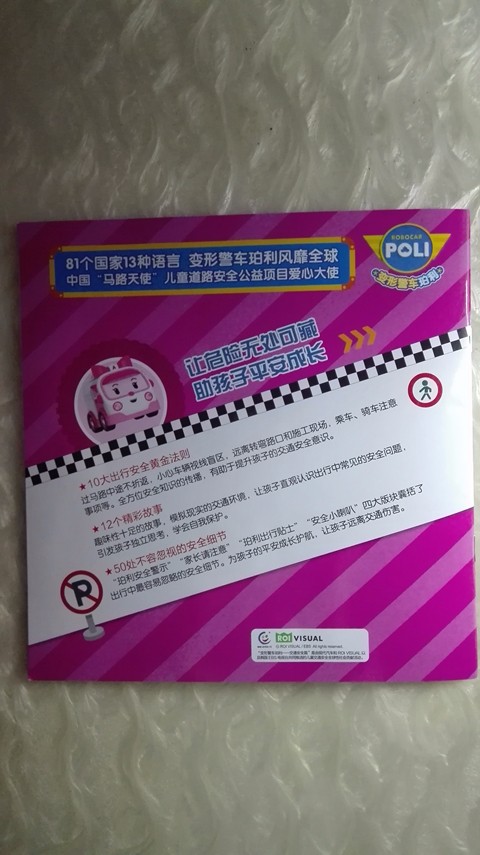 81个国家13种语言 变形警车珀利风靡全球
中国“马路天使”儿童道路安全公益项目爱心大使
ROBOCAR
POLI
变形警车珀利
让危险无处可藏
助孩子平安成长
★10大出行安全黄金法则
过马路中途不折返，小心车辆视线盲区，远离转弯路口和施工现场，乘车、骑车注意
事项等。全方位安全知识的传播，有助于提升孩子的交通安全意识。
★12个精彩故事
趣味性十足的故事，模拟现实的交通环境，让孩子直观认识出行中常见的安全问题，
引发孩子独立思考，学会自我保护。
★50处不容忽视的安全细节
“珀利安全警示”“家长请注意”“珀利出行贴士”“安全小喇叭”四大版块囊括了
出行中最容易忽略的安全细节。为孩子的平安成长护航，让孩子远离交通伤害。
P
ROI VISUAL
© ROI VISUAL / EBS All rights reserved.